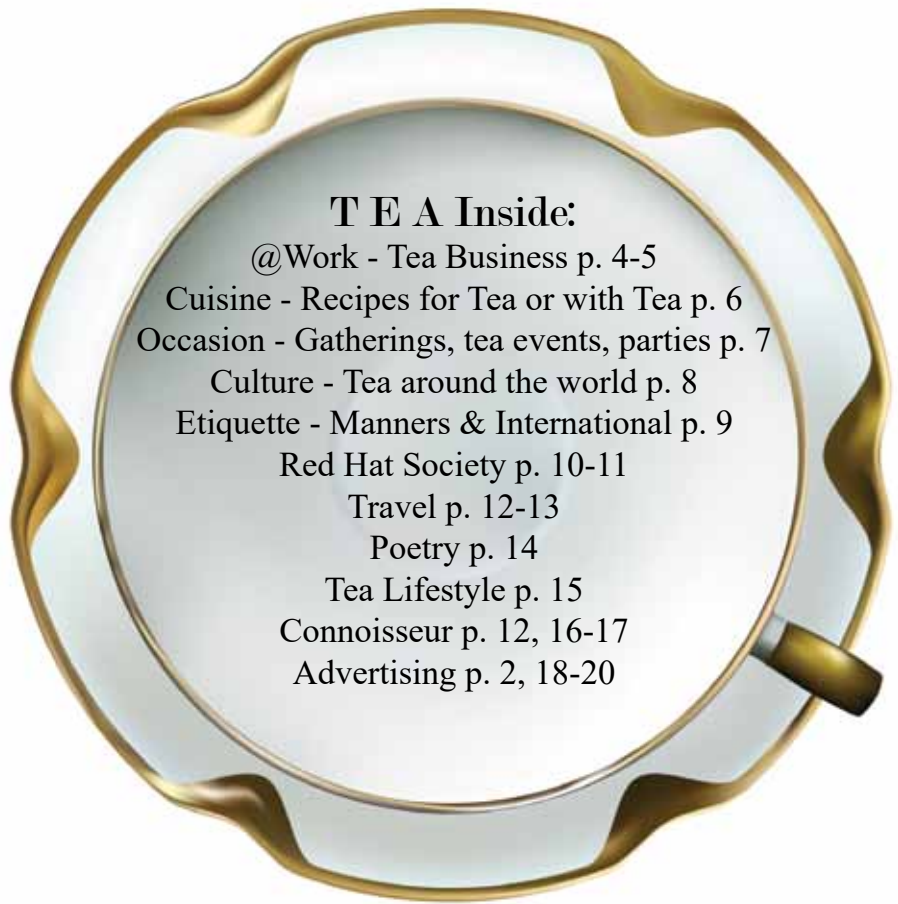 T E A Inside:
@Work - Tea Business p. 4-5
Cuisine - Recipes for Tea or with Tea p. 6
Occasion - Gatherings, tea events, parties p. 7
Culture - Tea around the world p. 8
Etiquette - Manners & International p. 9
Red Hat Society p. 10-11
Travel p. 12-13
Poetry p. 14
Tea Lifestyle p. 15
Connoisseur p. 12, 16-17
Advertising p. 2, 18-20